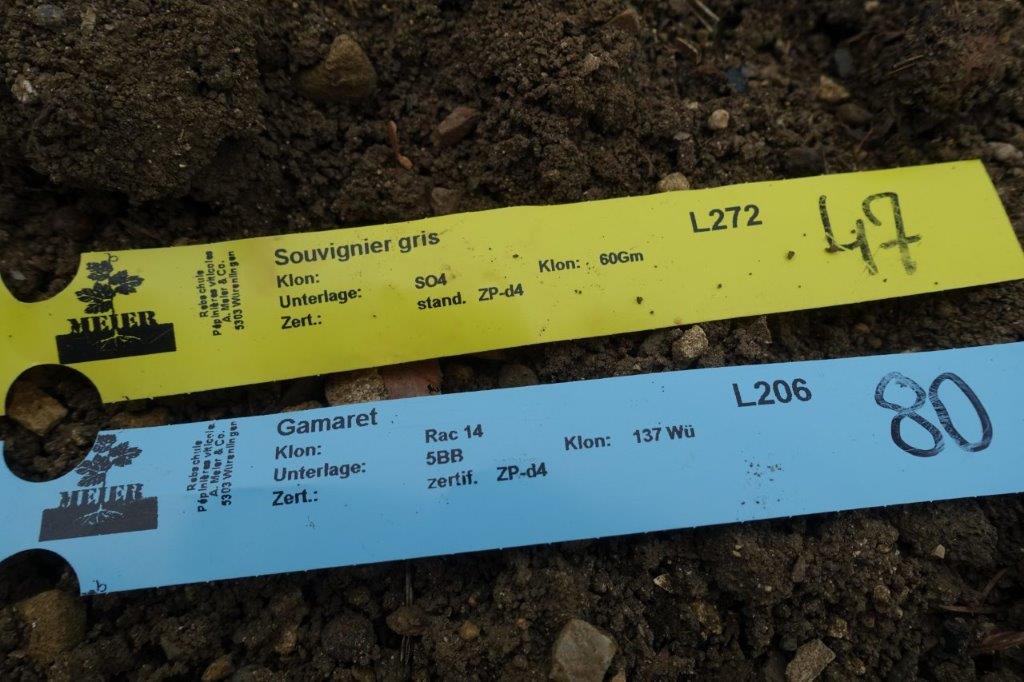 Souvignier gris
Klon:
Unterlage: SO4 Klon: 60Gm
Zert.: stand. ZP-d4
L272
47
MEIER
Rebschule
Pépinières viticoles
A. Meier & Co.
5303 Würenlingen
Gamaret
Klon: Rac 14
Unterlage: 5BB Klon: 137 Wü
Zert.: zertif. ZP-d4
L206
80
MEIER
Rebschule
Pépinières viticole
A. Meier & Co.
5303 Würenlingen